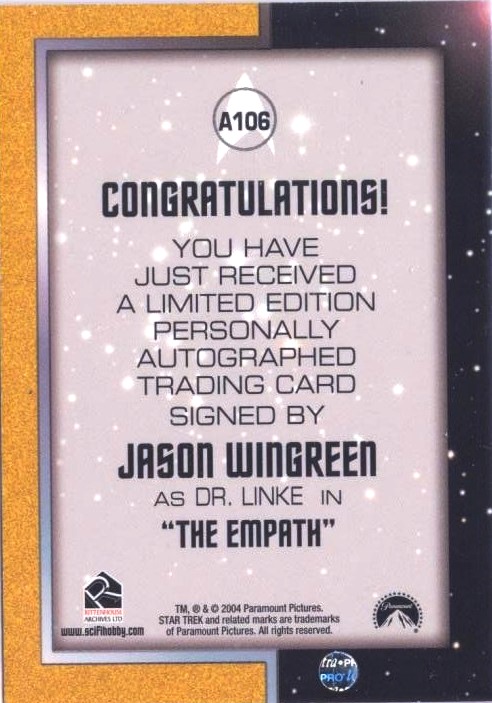 A106
CONGRATULATIONS!
YOU HAVE
JUST RECEIVED
A LIMITED EDITION
PERSONALLY
AUTOGRAPHED
TRADING CARD
SIGNED BY
JASON WINGREEN
AS DR. LINKE IN
"THE EMPATH"
RITTENHOUSE
ARCHIVES LTD
www.scifihobby.com
TM, ® & © 2004 Paramount Pictures.
STAR TREK and related marks are trademarks
of Paramount Pictures. All rights reserved.
Paramount